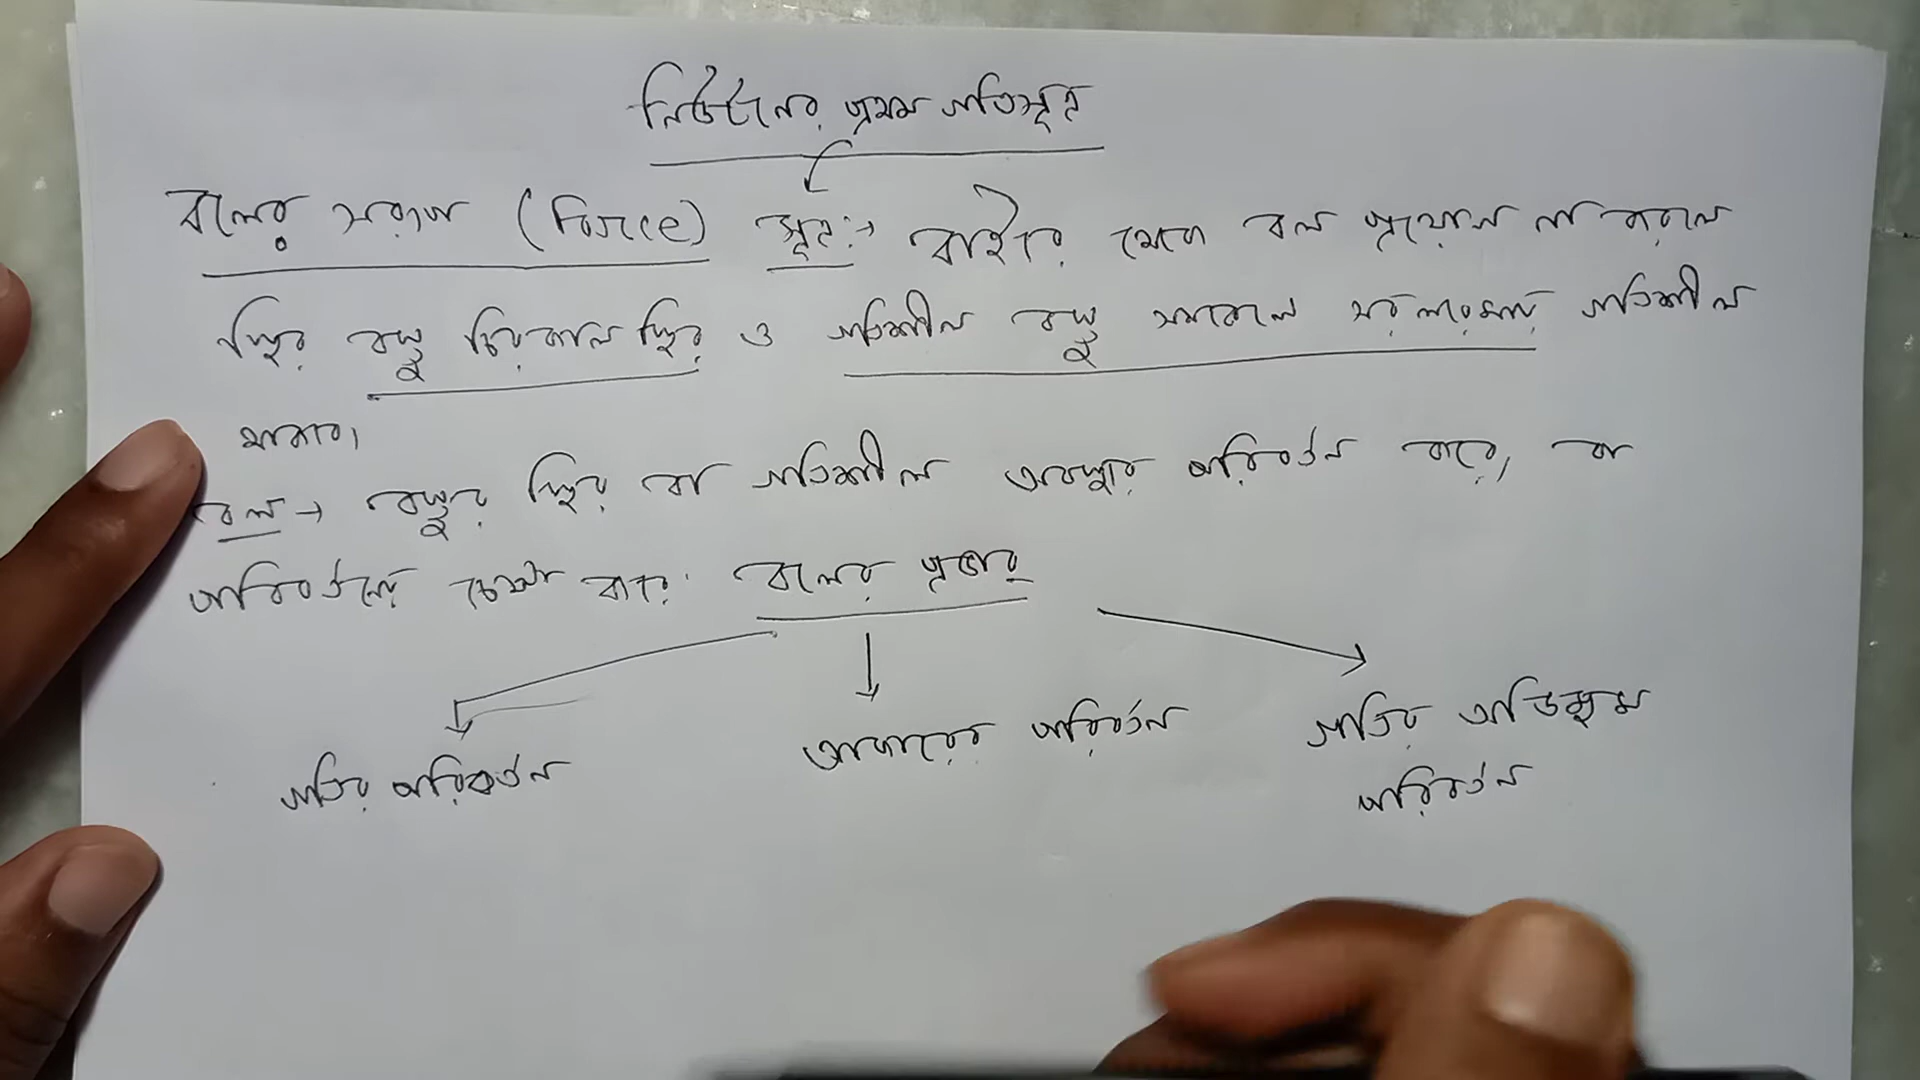 নিউটনের প্রথম গতিসূত্র
বলের সংজ্ঞা (Force) সূত্র:→ বাইরে থেকে বল প্রয়োগ না করলে
স্থির বস্তু চিরকাল স্থির ও গতিশীল বস্তু সমবেগে সরলরেখায় গতিশীল
থাকবে।
বল → বস্তুর স্থির বা গতিশীল অবস্থার পরিবর্তন করে, বা
পরিবর্তনের চেষ্টা করে। বলের প্রভাব
গতির পরিবর্তন
আকারের পরিবর্তন
গতির অভিমুখ
পরিবর্তন